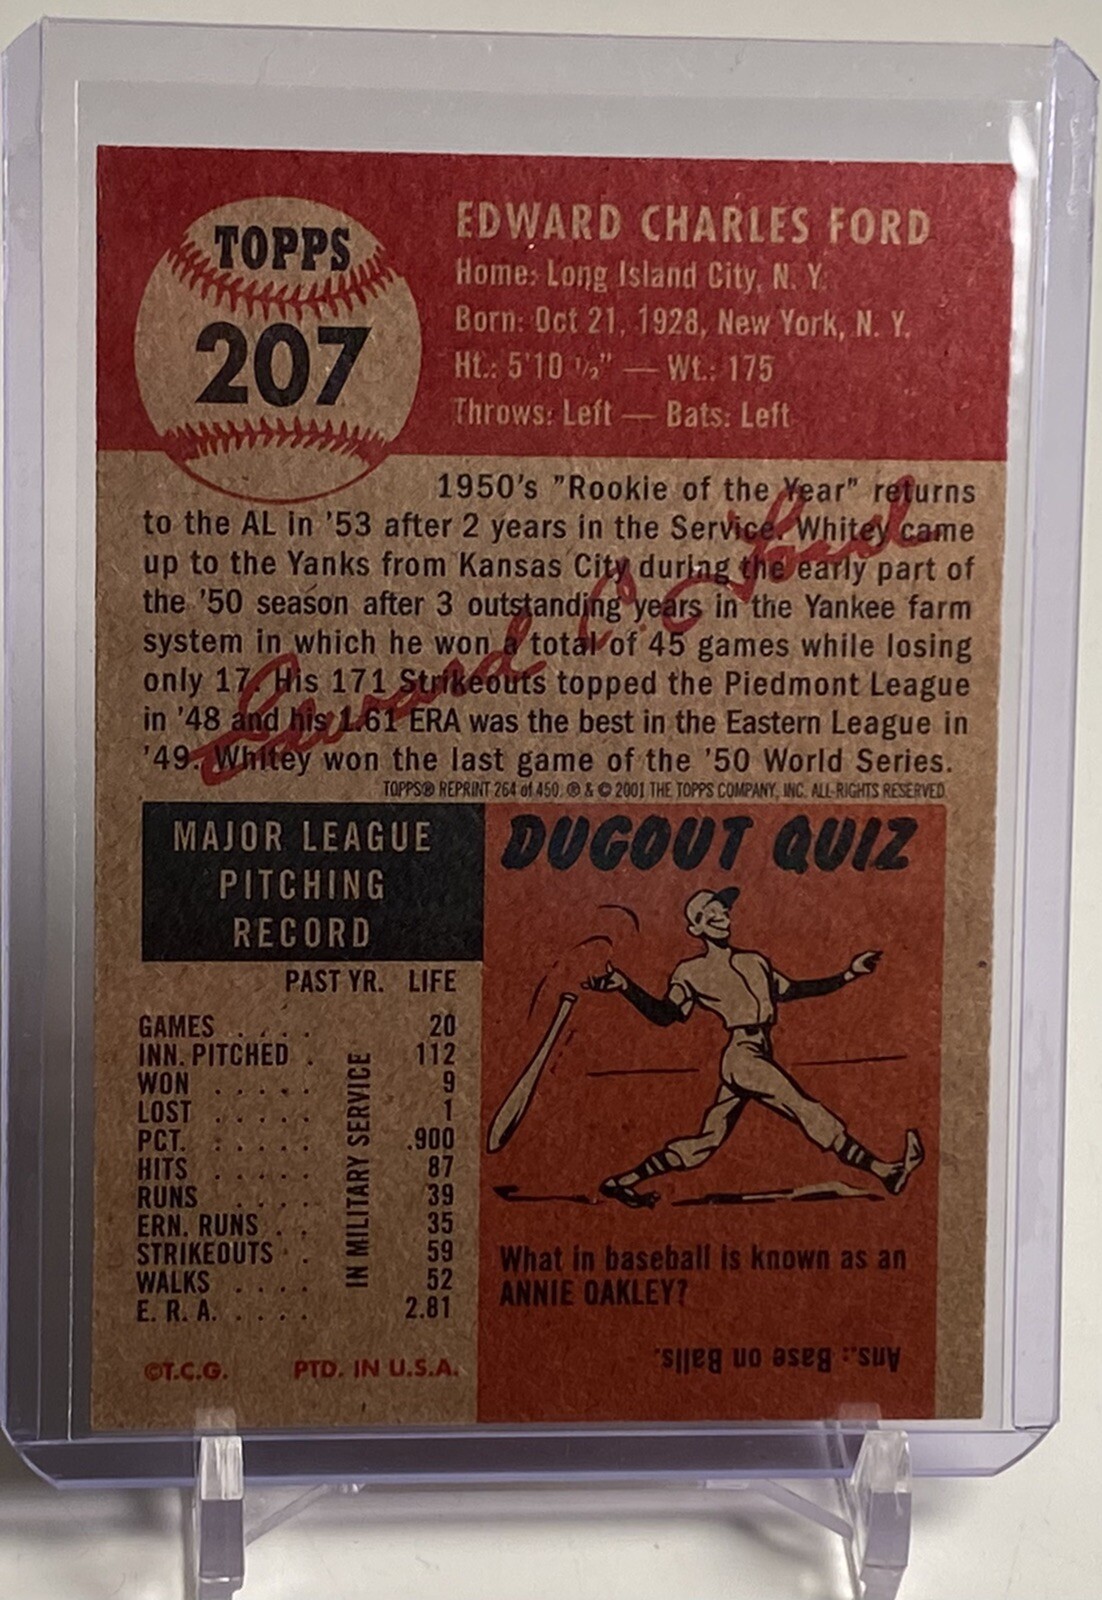 TOPPS
207
EDWARD CHARLES FORD
Home: Long Island City, N. Y.
Born: Oct 21, 1928, New York, N. Y.
Ht.: 5'10 1/2" — Wt.: 175
Throws: Left — Bats: Left
1950's "Rookie of the Year" returns
to the AL in '53 after 2 years in the Service. Whitey came
up to the Yanks from Kansas City during the early part of
the '50 season after 3 outstanding years in the Yankee farm
system in which he won a total of 45 games while losing
only 17. His 171 Strikeouts topped the Piedmont League
in '48 and his 1.61 ERA was the best in the Eastern League in
'49. Whitey won the last game of the '50 World Series.
Edward C. Ford
TOPPS® REPRINT 264 of 450. ® & © 2001 THE TOPPS COMPANY, INC. ALL RIGHTS RESERVED.
MAJOR LEAGUE
PITCHING
RECORD
PAST YR. LIFE
GAMES . . . . . 20
INN. PITCHED . 112
WON . . . . . 9
LOST . . . . . 1
PCT. . . . . . .900
HITS . . . . . 87
RUNS . . . . 39
ERN. RUNS . . 35
STRIKEOUTS . . 59
WALKS . . . . 52
E. R. A. . . . . 2.81
IN MILITARY SERVICE
©T.C.G. PTD. IN U.S.A.
DUGOUT QUIZ
What in baseball is known as an
ANNIE OAKLEY?
Ans.: Base on Balls.